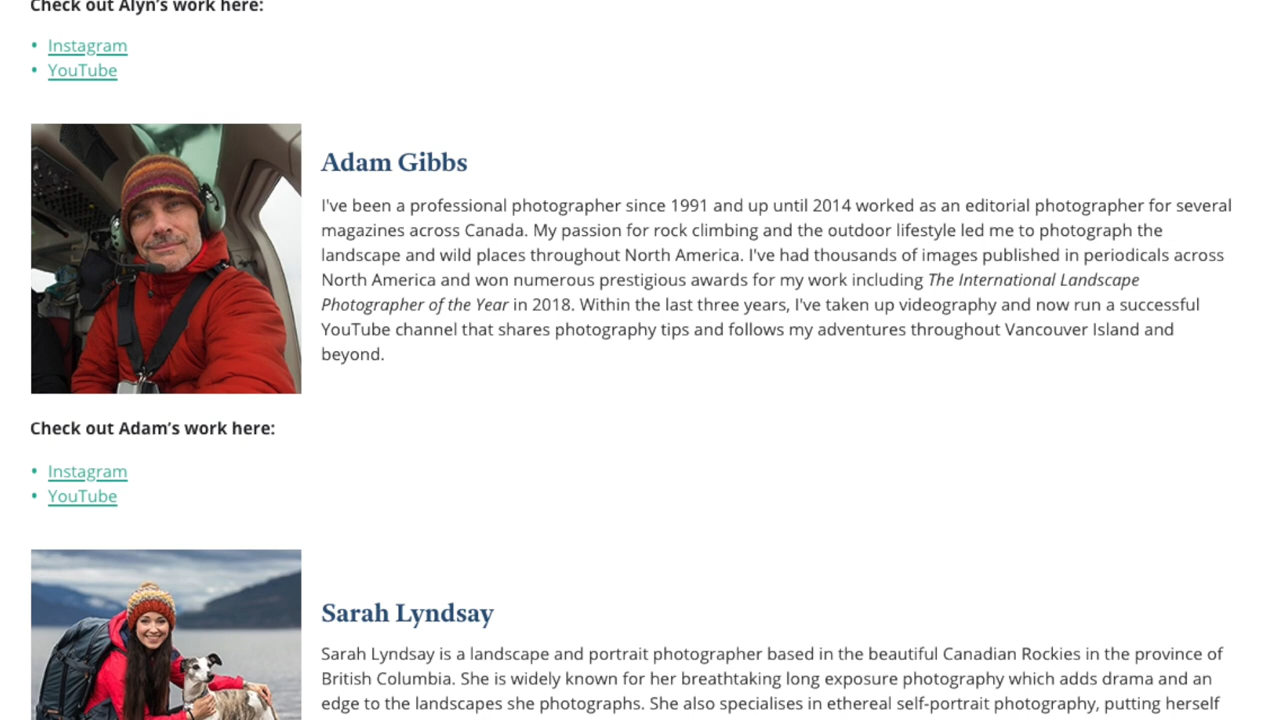 Check out Alyn's work here:
• Instagram
• YouTube
Adam Gibbs
I've been a professional photographer since 1991 and up until 2014 worked as an editorial photographer for several
magazines across Canada. My passion for rock climbing and the outdoor lifestyle led me to photograph the
landscape and wild places throughout North America. I've had thousands of images published in periodicals across
North America and won numerous prestigious awards for my work including The International Landscape
Photographer of the Year in 2018. Within the last three years, I've taken up videography and now run a successful
YouTube channel that shares photography tips and follows my adventures throughout Vancouver Island and
beyond.
Check out Adam’s work here:
• Instagram
• YouTube
Sarah Lyndsay
Sarah Lyndsay is a landscape and portrait photographer based in the beautiful Canadian Rockies in the province of
British Columbia. She is widely known for her breathtaking long exposure photography which adds drama and an
edge to the landscapes she photographs. She also specialises in ethereal self-portrait photography, putting herself